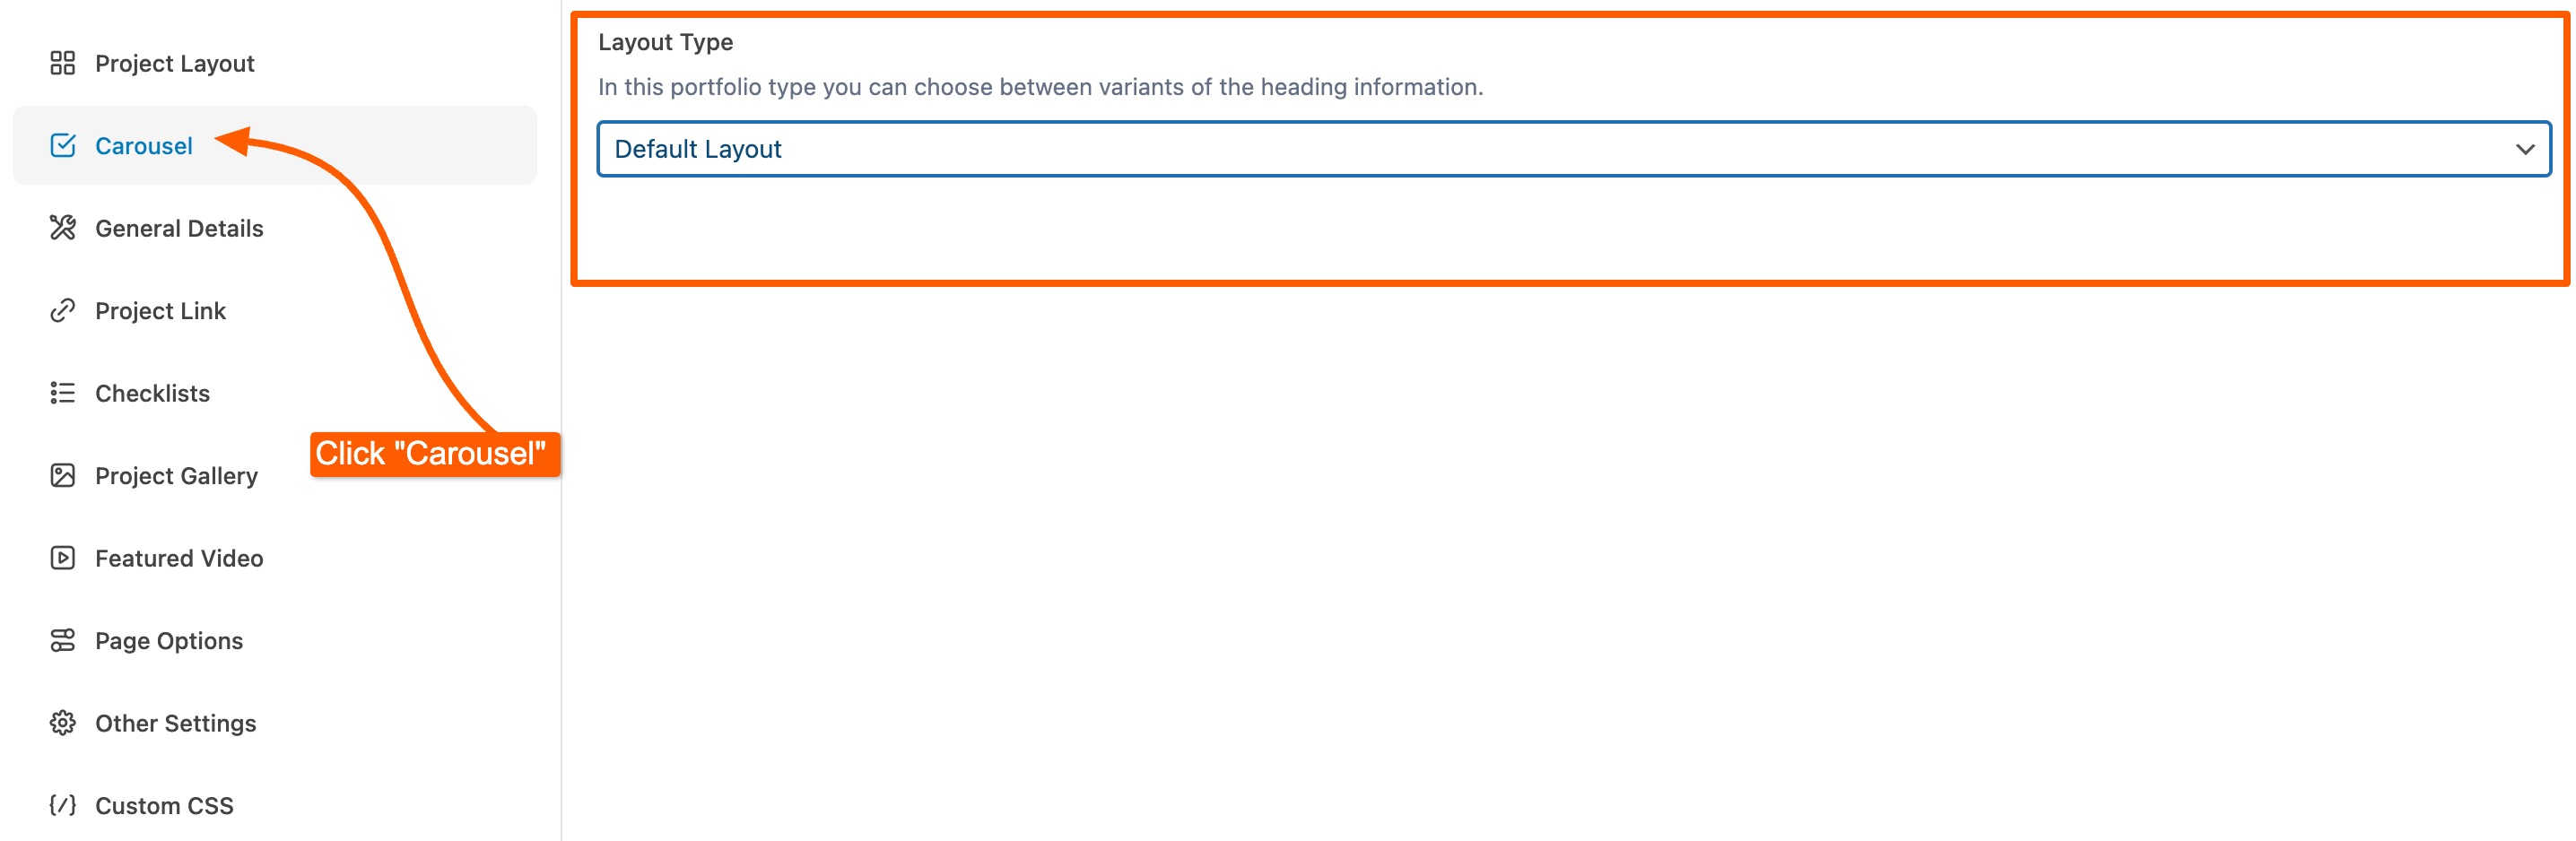 Project Layout
Carousel
General Details
Project Link
Checklists
Click "Carousel"
Project Gallery
Featured Video
Page Options
Other Settings
Custom CSS
Layout Type
In this portfolio type you can choose between variants of the heading information.
Default Layout